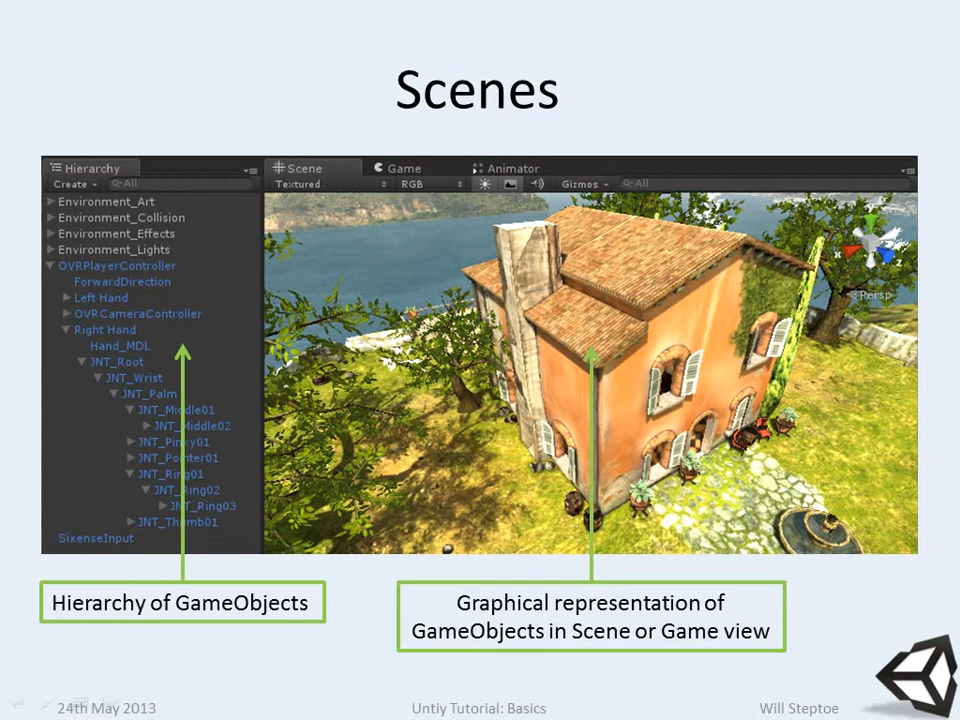 Scenes
Hierarchy
Create
All
Environment_Art
Environment_Collision
Environment_Effects
Environment_Lights
OVRPlayerController
ForwardDirection
Left Hand
OVRCameraController
Right Hand
Hand_MDL
JNT_Root
JNT_Wrist
JNT_Palm
JNT_Middle01
JNT_Middle02
JNT_Pinky01
JNT_Pointer01
JNT_Ring01
JNT_Ring02
JNT_Ring03
JNT_Thumb01
SixenseInput
Scene Game Animator
Textured RGB Gizmos All
x z
Persp
Hierarchy of GameObjects
Graphical representation of
GameObjects in Scene or Game view
24th May 2013 Untiy Tutorial: Basics Will Steptoe